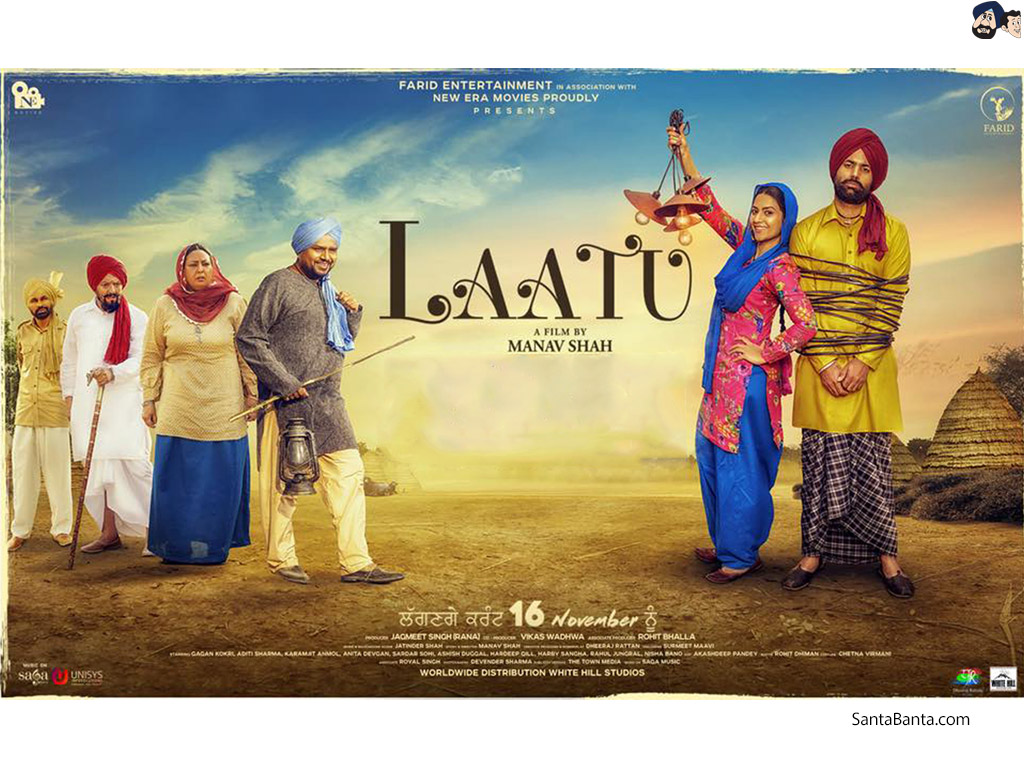 FARID ENTERTAINMENT IN ASSOCIATION WITH
NEW ERA MOVIES PROUDLY
PRESENTS
NE
FARID
LAATU
A FILM BY
MANAV SHAH
ਲੱਗਣਗੇ ਕਰੰਟ 16 November ਨੂੰ
PRODUCER JAGMEET SINGH (RANA) CO - PRODUCER VIKAS WADHWA ASSOCIATE PRODUCER ROHIT BHALLA
JATINDER SHAH MANAV SHAH DHEERAJ RATTAN SURMEET MAAVI
STARRING GAGAN KOKRI, ADITI SHARMA, KARAMJIT ANMOL, ANITA DEVGAN, SARDAR SOHI, ASHISH DUGGAL, HARDEEP GILL, HARBY SANGHA, RAHUL JUNGRAL, NISHA BANO AKASHDEEP PANDEY ROHIT DHIMAN CHETNA VIRMANI
ROYAL SINGH DEVENDER SHARMA THE TOWN MEDIA SAGA MUSIC
WORLDWIDE DISTRIBUTION WHITE HILL STUDIOS
MUSIC ON
saga
UNISYS
WHITE HILL
SantaBanta.com